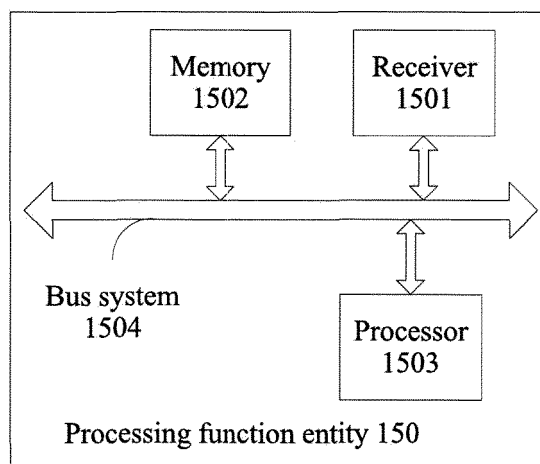 Memory
1502
Receiver
1501
Bus system
1504
Processor
1503
Processing function entity 150